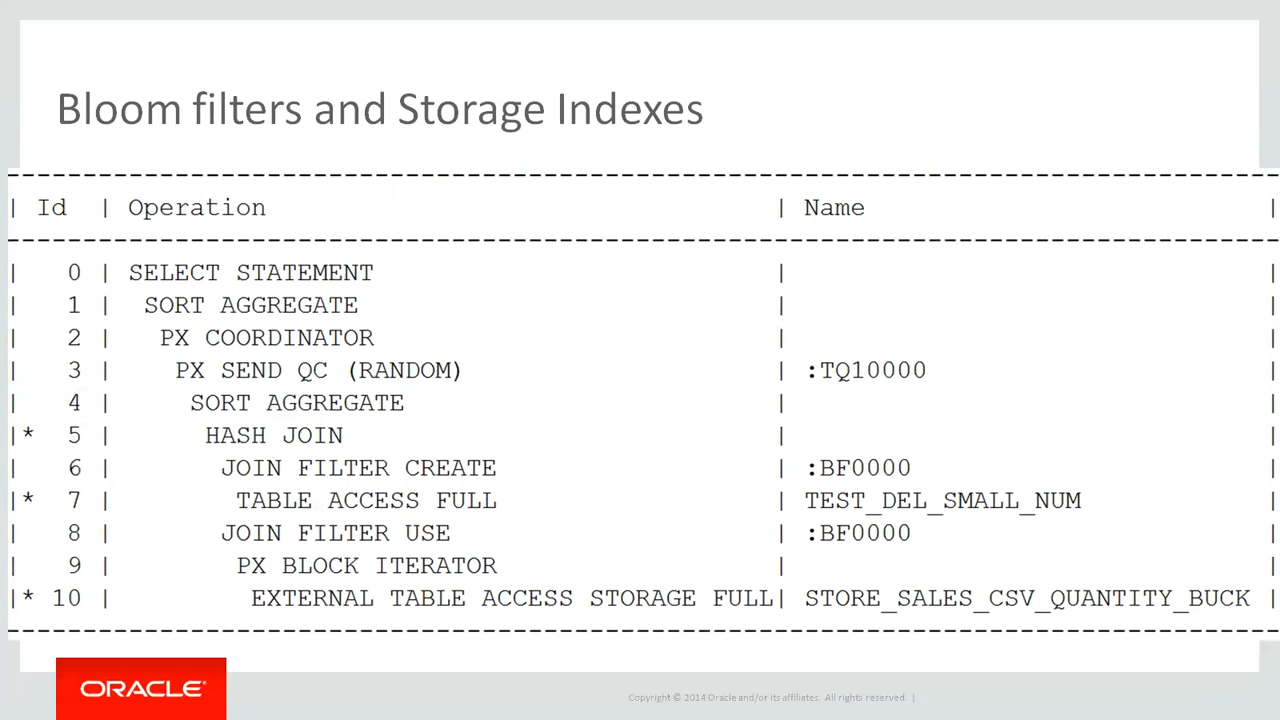 Bloom filters and Storage Indexes
-------------------------------------------------------------------------------------
| Id  | Operation                                  | Name                           |
-------------------------------------------------------------------------------------
|   0 | SELECT STATEMENT                           |                                |
|   1 |  SORT AGGREGATE                            |                                |
|   2 |   PX COORDINATOR                           |                                |
|   3 |    PX SEND QC (RANDOM)                     | :TQ10000                       |
|   4 |     SORT AGGREGATE                         |                                |
|*  5 |      HASH JOIN                             |                                |
|   6 |       JOIN FILTER CREATE                   | :BF0000                        |
|*  7 |        TABLE ACCESS FULL                   | TEST_DEL_SMALL_NUM             |
|   8 |       JOIN FILTER USE                      | :BF0000                        |
|   9 |        PX BLOCK ITERATOR                   |                                |
|* 10 |         EXTERNAL TABLE ACCESS STORAGE FULL| STORE_SALES_CSV_QUANTITY_BUCK |
-------------------------------------------------------------------------------------
ORACLE®
Copyright © 2014 Oracle and/or its affiliates. All rights reserved. |